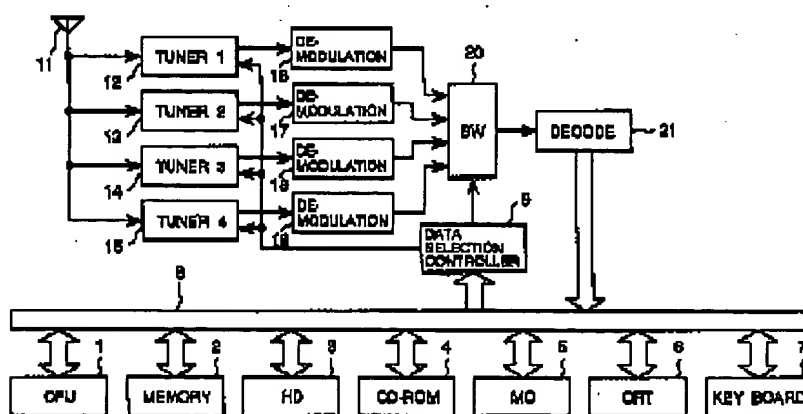 11
TUNER 1
12
DE-
MODULATION
16
20
TUNER 2
13
DE-
MODULATION
17
SW
DECODE
21
TUNER 3
14
DE-
MODULATION
18
TUNER 4
15
DE-
MODULATION
19
9
DATA
SELECTION
CONTROLLER
8
1
2
3
4
5
6
7
CPU
MEMORY
HD
CD-ROM
MO
CRT
KEY BOARD